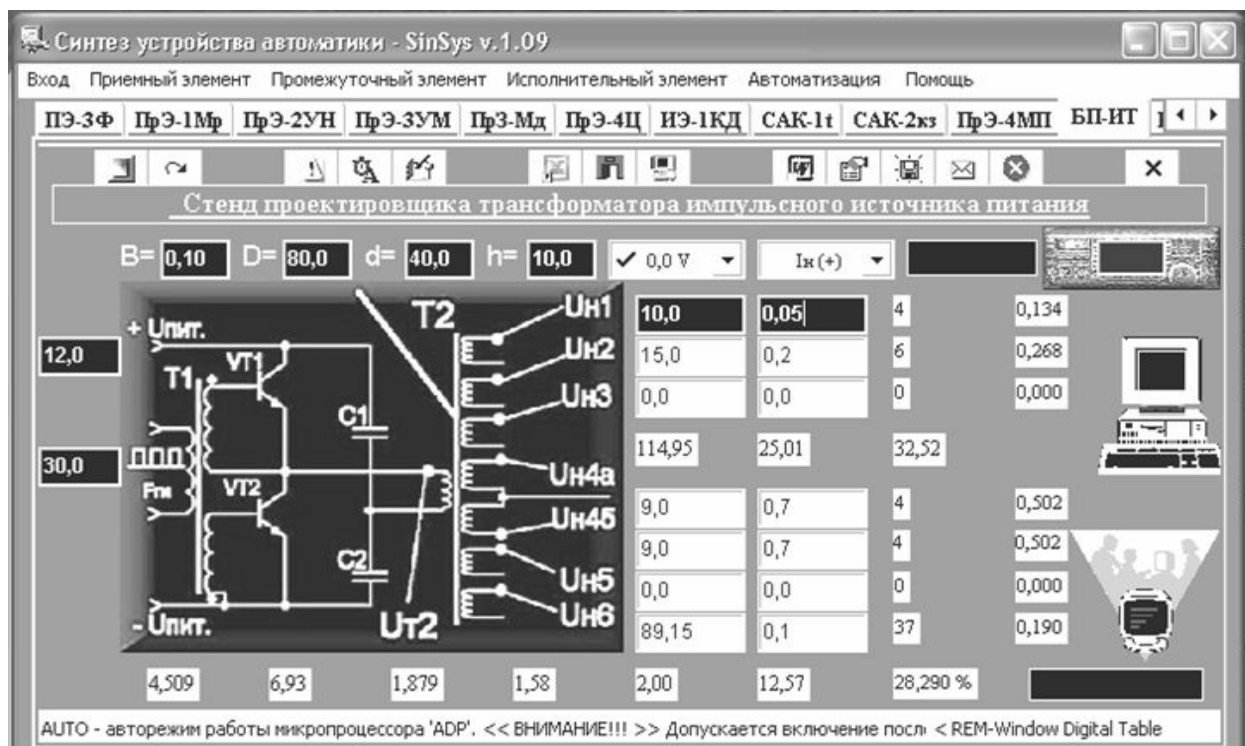 Синтез устройства автоматики - SinSys v.1.09
Вход Приемный элемент Промежуточный элемент Исполнительный элемент Автоматизация Помощь
ПЭ-3Ф ПрЭ-1Мр ПрЭ-2УН ПрЭ-3УМ ПрЗ-Мд ПрЭ-4Ц ИЭ-1КД САК-1t САК-2кз ПрЭ-4МП БП-ИТ
Стенд проектировщика трансформатора импульсного источника питания
B= 0,10 D= 80,0 d= 40,0 h= 10,0 0,0 V Iн (+)
+ Uпит. T2 Uн1 10,0 0,05 4 0,134
12,0 T1 VT1 Uн2 15,0 0,2 6 0,268
C1 Uн3 0,0 0,0 0 0,000
114,95 25,01 32,52
30,0 Fпн VT2 Uн4а 9,0 0,7 4 0,502
Uн4б 9,0 0,7 4 0,502
C2 Uн5 0,0 0,0 0 0,000
- Uпит. Uт2 Uн6 89,15 0,1 37 0,190
4,509 6,93 1,879 1,58 2,00 12,57 28,290 %
AUTO - авторежим работы микропроцессора 'ADP'. << ВНИМАНИЕ!!! >> Допускается включение посл < REM-Window Digital Table